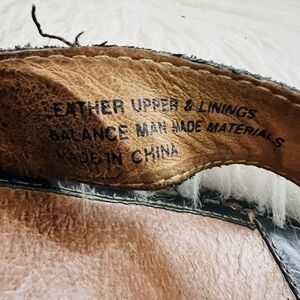 LEATHER UPPER & LININGS
BALANCE MAN MADE MATERIALS
MADE IN CHINA